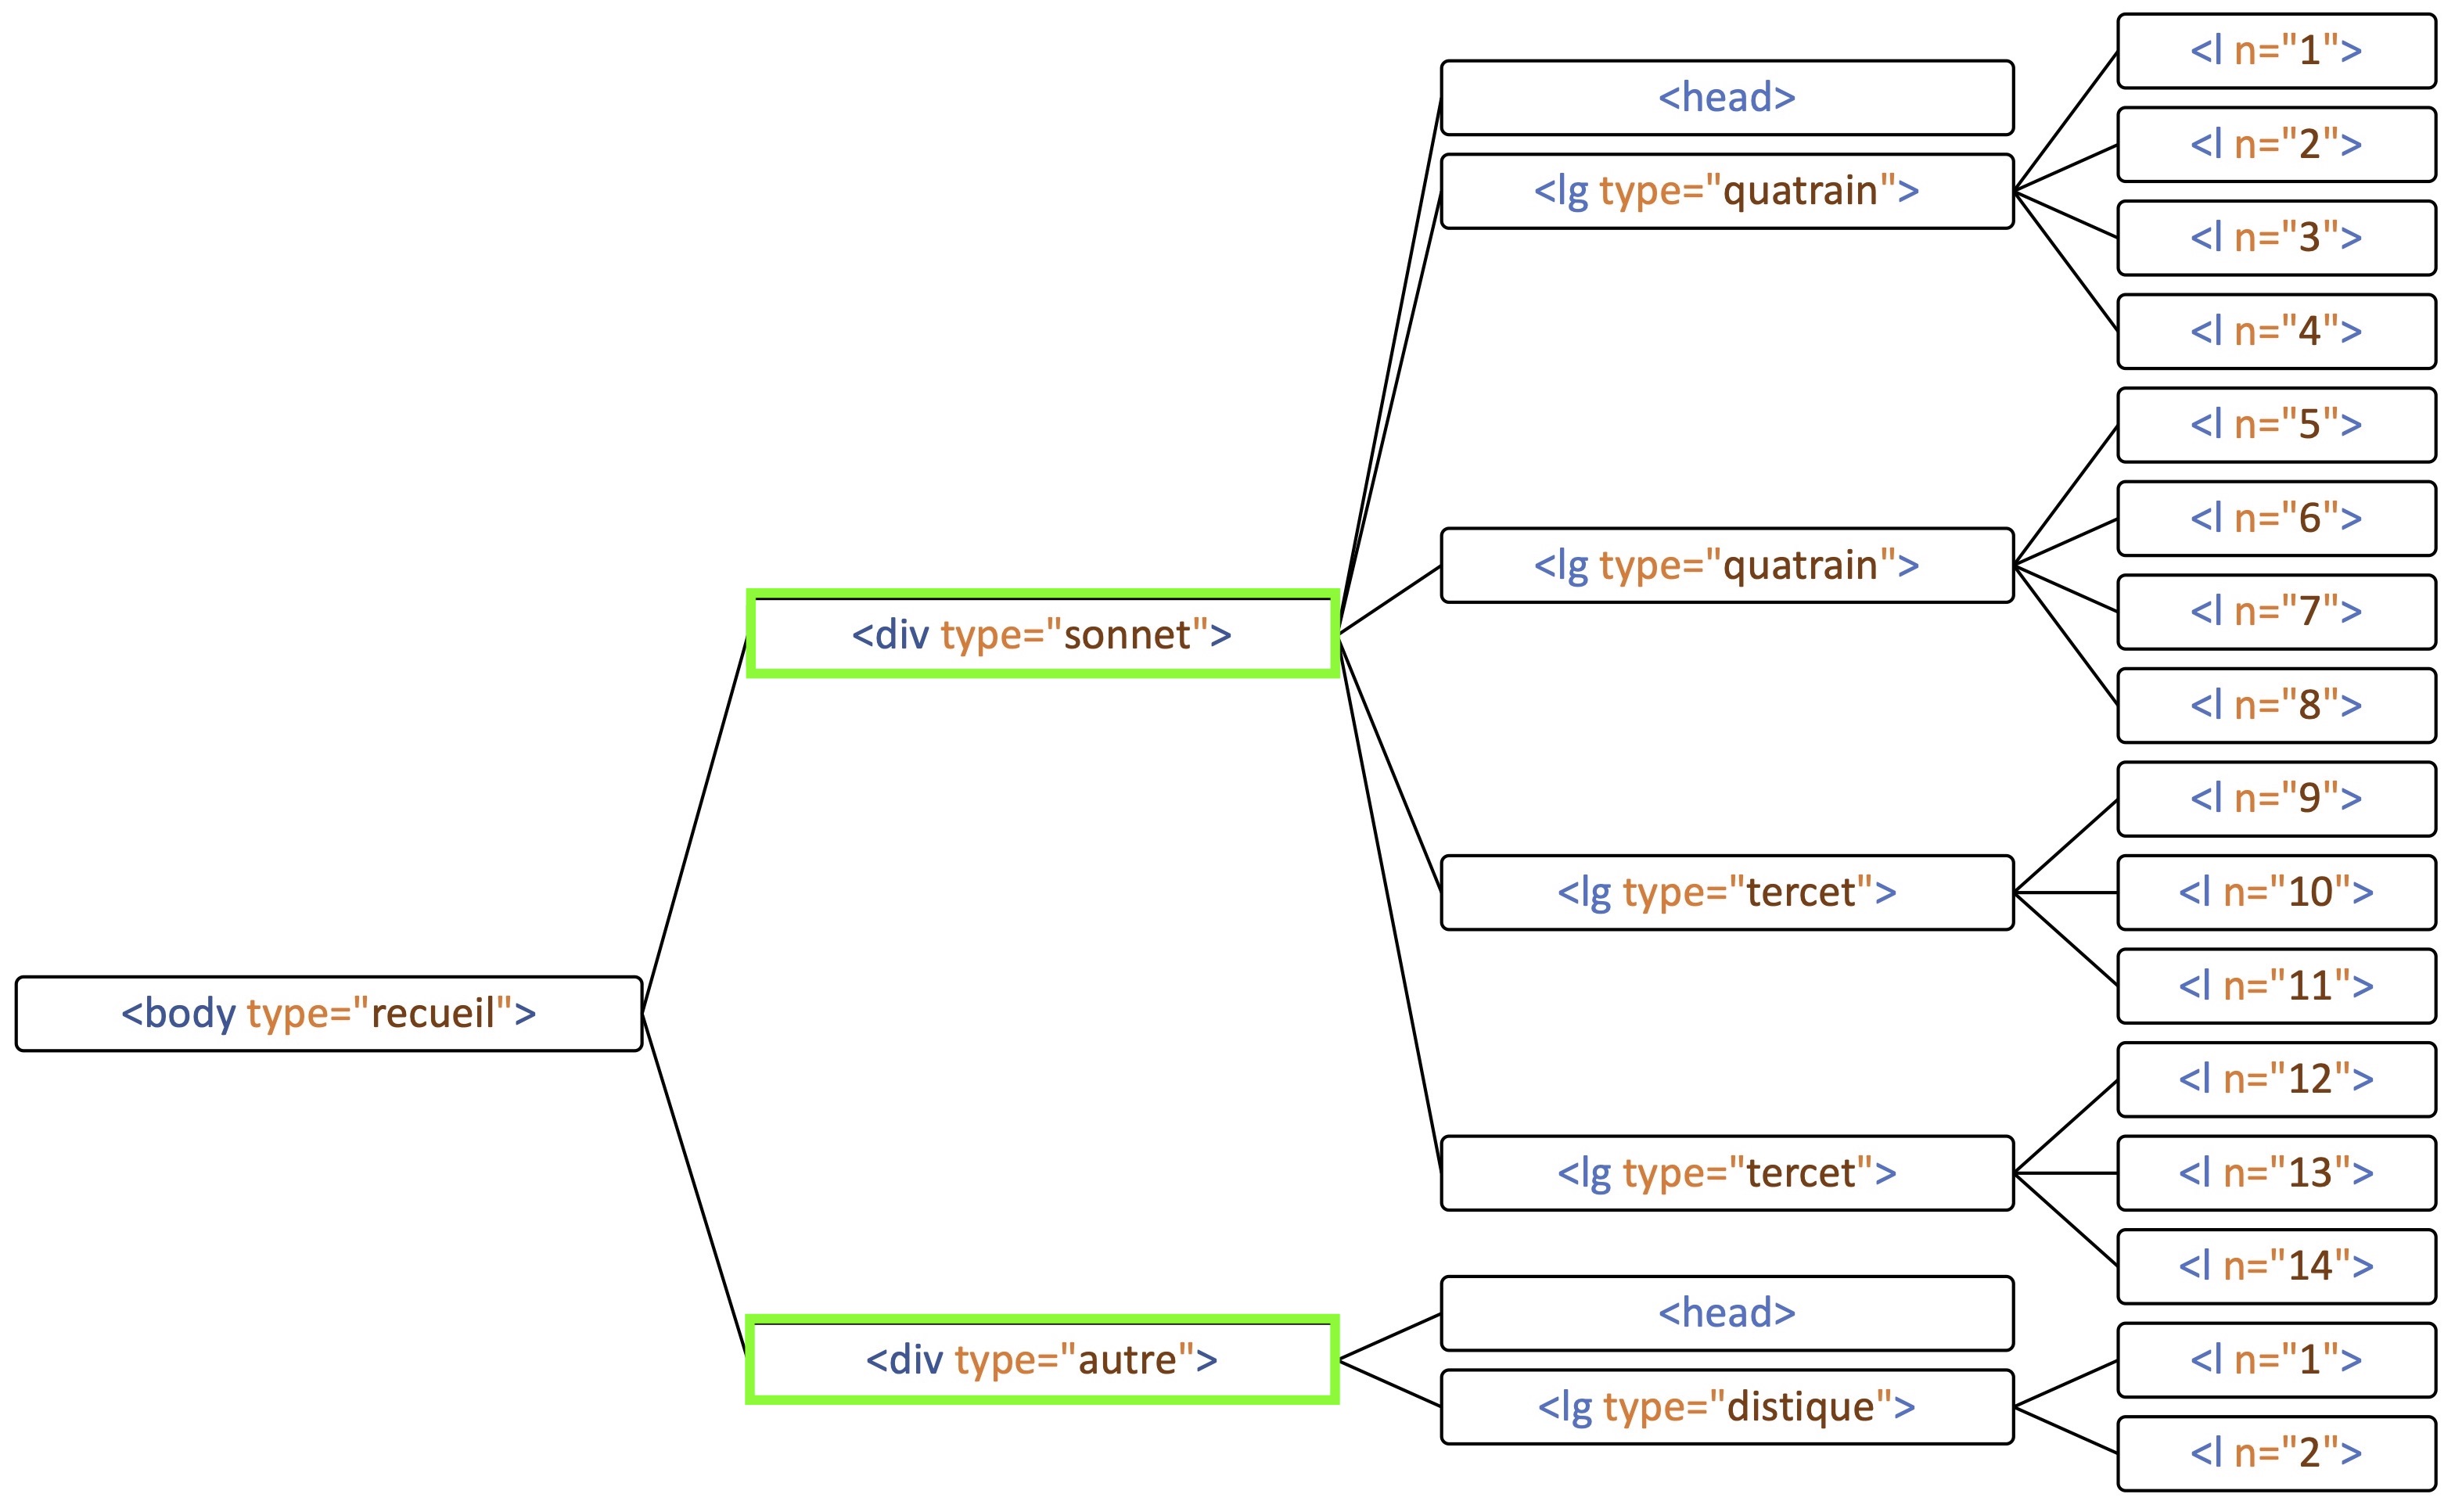 <body type="recueil">
<div type="sonnet">
<head>
<lg type="quatrain">
<l n="1">
<l n="2">
<l n="3">
<l n="4">
<lg type="quatrain">
<l n="5">
<l n="6">
<l n="7">
<l n="8">
<lg type="tercet">
<l n="9">
<l n="10">
<l n="11">
<lg type="tercet">
<l n="12">
<l n="13">
<l n="14">
<div type="autre">
<head>
<lg type="distique">
<l n="1">
<l n="2">